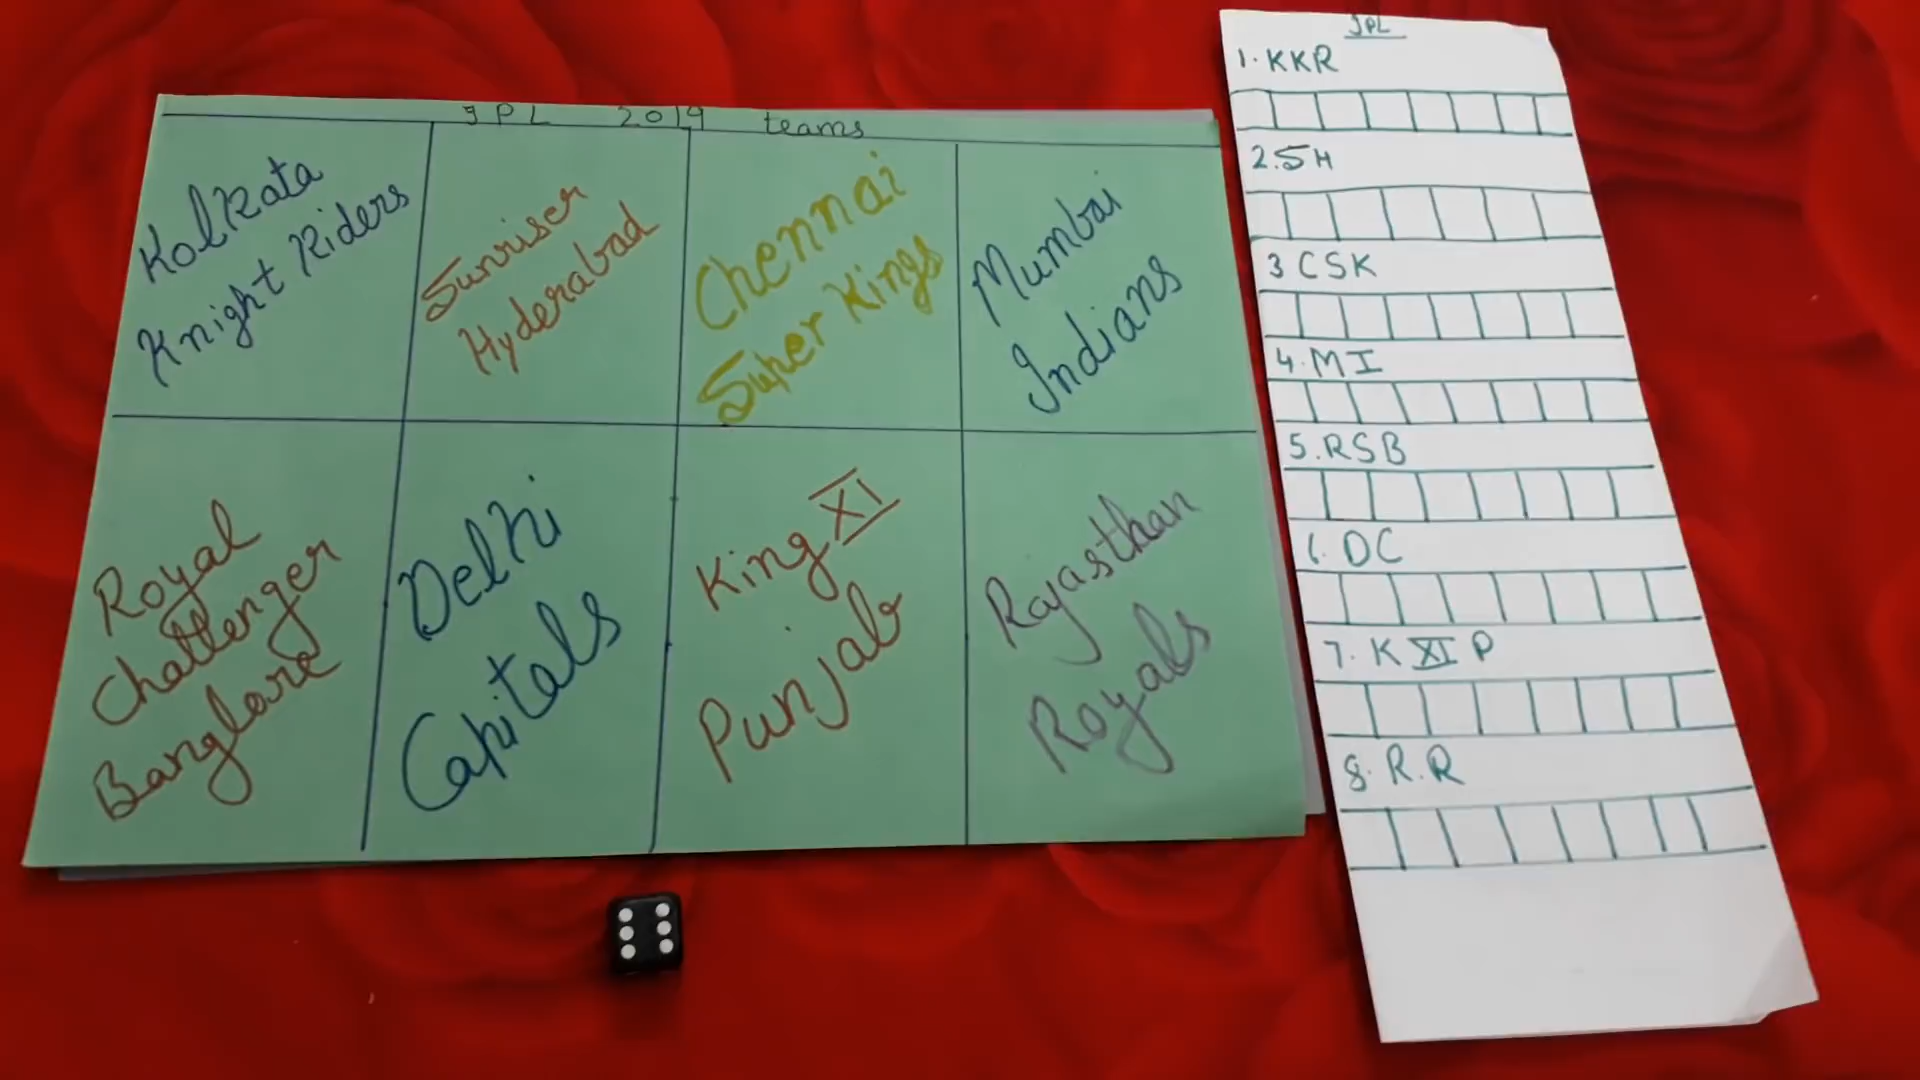 IPL 2019 teams
Kolkata
Knight Riders
Sunriser
Hyderabad
Chennai
Super Kings
Mumbai
Indians
Royal
Challenger
Banglore
Delhi
Capitals
King XI
Punjab
Rajasthan
Royals
IPL
1. KKR
2. SH
3 CSK
4. MI
5. RSB
6. DC
7. K XI P
8. R.R